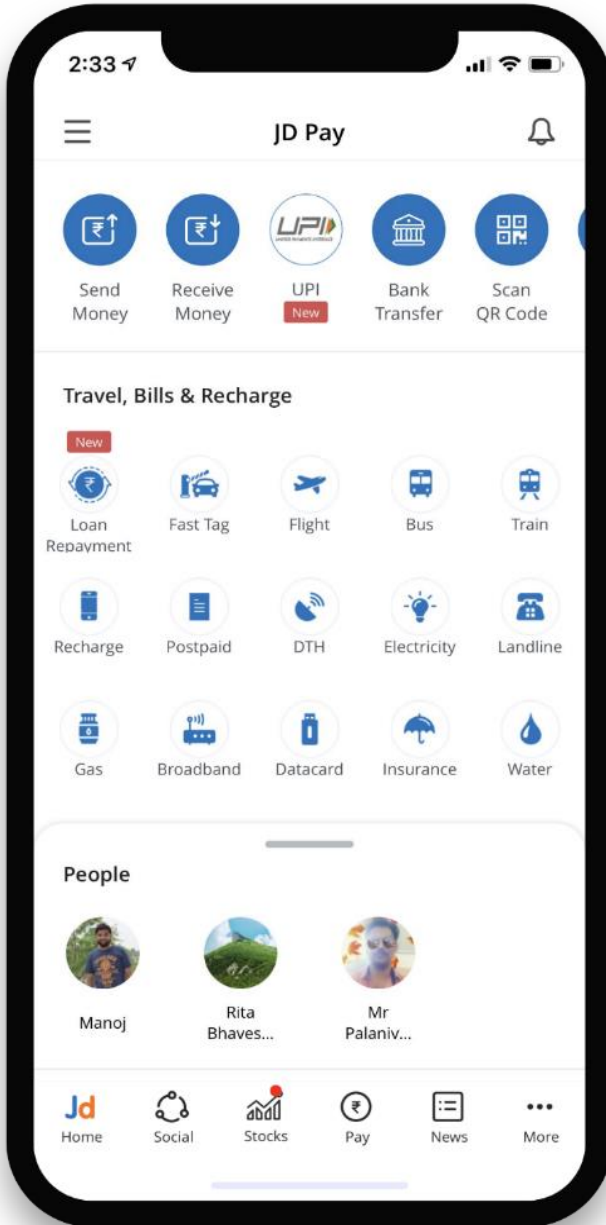 2:33
JD Pay
Send
Money
Receive
Money
UPI
UPI
New
Bank
Transfer
Scan
QR Code
Travel, Bills & Recharge
New
Loan
Repayment
Fast Tag
Flight
Bus
Train
Recharge
Postpaid
DTH
Electricity
Landline
Gas
Broadband
Datacard
Insurance
Water
People
Manoj
Rita
Bhaves...
Mr
Palaniv...
Jd
Home
Social
Stocks
Pay
News
More